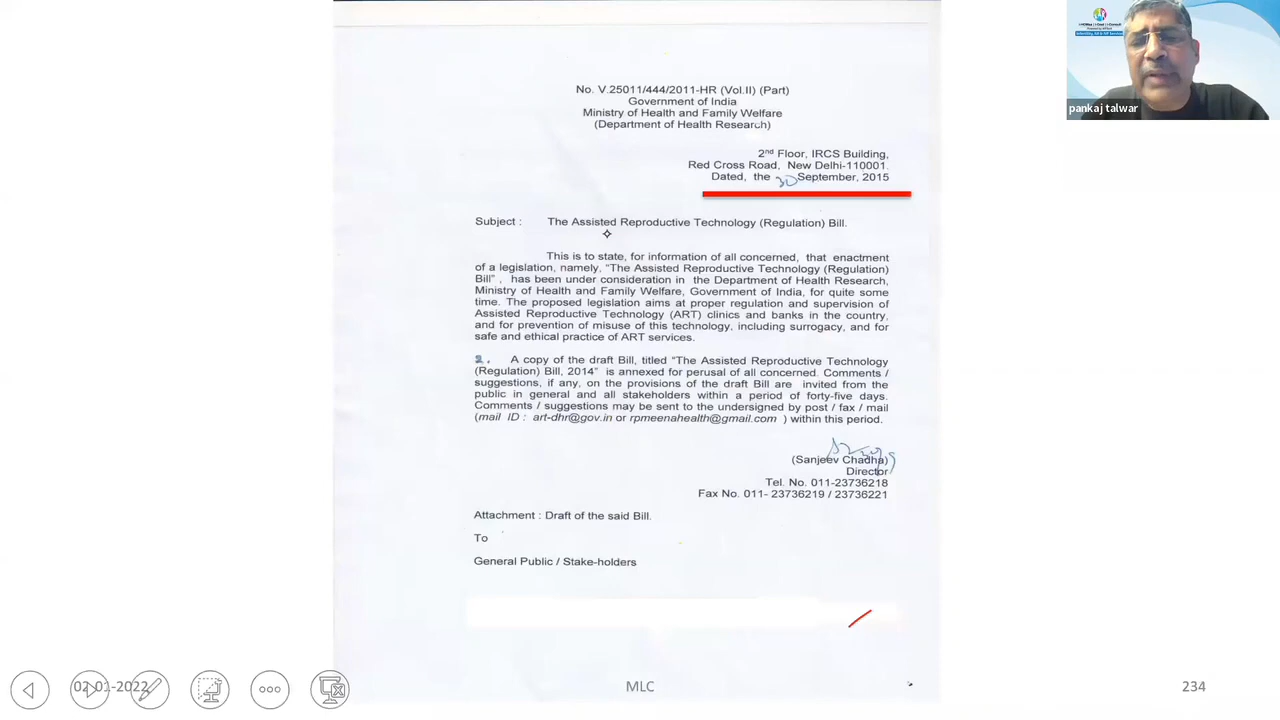 No. V.25011/444/2011-HR (Vol.II) (Part)
Government of India
Ministry of Health and Family Welfare
(Department of Health Research)
2nd Floor, IRCS Building,
Red Cross Road, New Delhi-110001.
Dated, the 30 September, 2015
Subject : The Assisted Reproductive Technology (Regulation) Bill.
This is to state, for information of all concerned, that enactment
of a legislation, namely, "The Assisted Reproductive Technology (Regulation)
Bill", has been under consideration in the Department of Health Research,
Ministry of Health and Family Welfare, Government of India, for quite some
time. The proposed legislation aims at proper regulation and supervision of
Assisted Reproductive Technology (ART) clinics and banks in the country,
and for prevention of misuse of this technology, including surrogacy, and for
safe and ethical practice of ART services.
2. A copy of the draft Bill, titled "The Assisted Reproductive Technology
(Regulation) Bill, 2014" is annexed for perusal of all concerned. Comments /
suggestions, if any, on the provisions of the draft Bill are invited from the
public in general and all stakeholders within a period of forty-five days.
Comments / suggestions may be sent to the undersigned by post / fax / mail
(mail ID : art-dhr@gov.in or rpmeenahealth@gmail.com ) within this period.
(Sanjeev Chadha)
Director
Tel. No. 011-23736218
Fax No. 011- 23736219 / 23736221
Attachment : Draft of the said Bill.
To
General Public / Stake-holders
pankaj talwar
02-01-2022
MLC
234